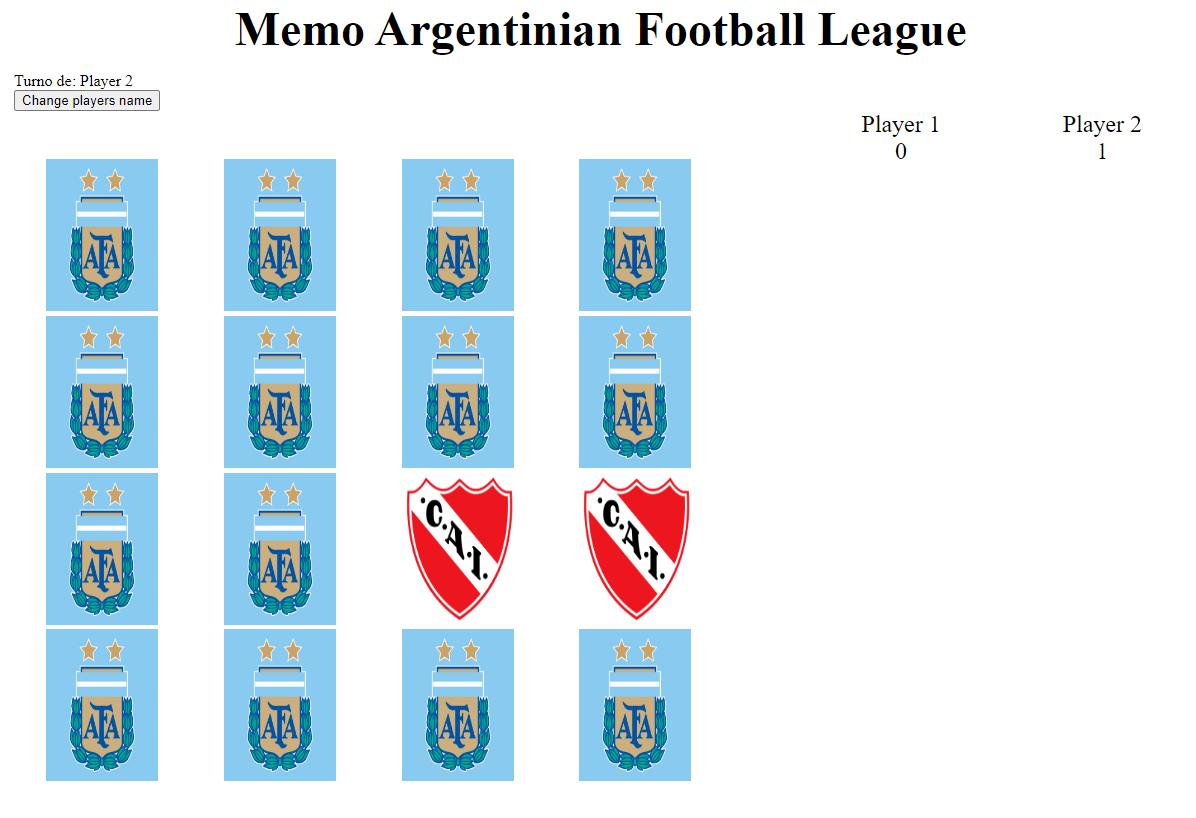 Memo Argentinian Football League
Turno de: Player 2
Change players name
Player 1 Player 2
0 1
AFA AFA AFA AFA
AFA AFA AFA AFA
AFA AFA ·C.A.I. ·C.A.I.
AFA AFA AFA AFA